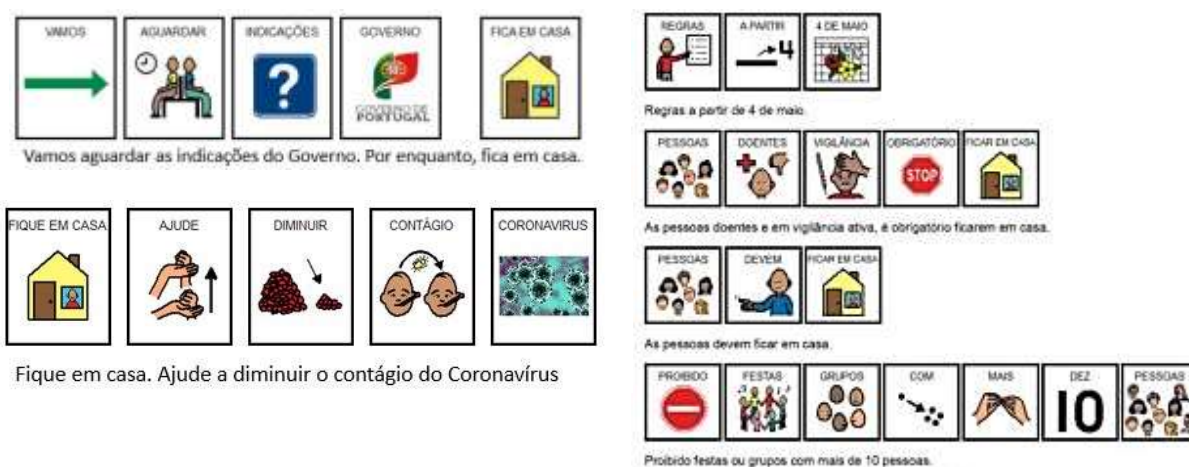 VAMOS AGUARDAR INDICAÇÕES GOVERNO FICA EM CASA
GOVERNO DE
PORTUGAL
Vamos aguardar as indicações do Governo. Por enquanto, fica em casa.
FIQUE EM CASA AJUDE DIMINUIR CONTÁGIO CORONAVIRUS
Fique em casa. Ajude a diminuir o contágio do Coronavírus
REGRAS A PARTIR 4 DE MAIO
4
Regras a partir de 4 de maio.
PESSOAS DOENTES VIGILÂNCIA OBRIGATÓRIO FICAR EM CASA
STOP
As pessoas doentes e em vigilância ativa, é obrigatório ficarem em casa.
PESSOAS DEVEM FICAR EM CASA
As pessoas devem ficar em casa.
PROIBIDO FESTAS GRUPOS COM MAIS DEZ PESSOAS
10
Proibido festas ou grupos com mais de 10 pessoas.